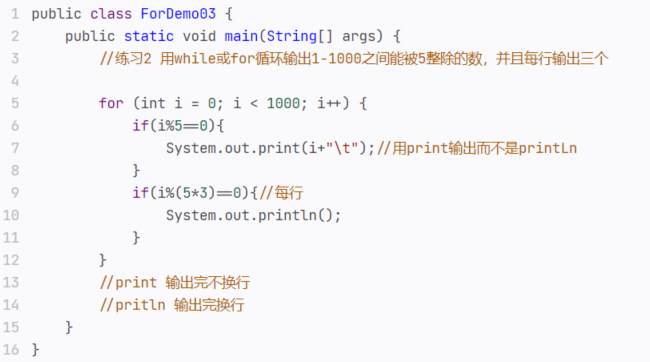 1 public class ForDemo03 {
2 public static void main(String[] args) {
3 //练习2 用while或for循环输出1-1000之间能被5整除的数，并且每行输出三个
4
5 for (int i = 0; i < 1000; i++) {
6 if(i%5==0){
7 System.out.print(i+"\t");//用print输出而不是printLn
8 }
9 if(i%(5*3)==0){//每行
10 System.out.println();
11 }
12 }
13 //print 输出完不换行
14 //pritln 输出完换行
15 }
16 }